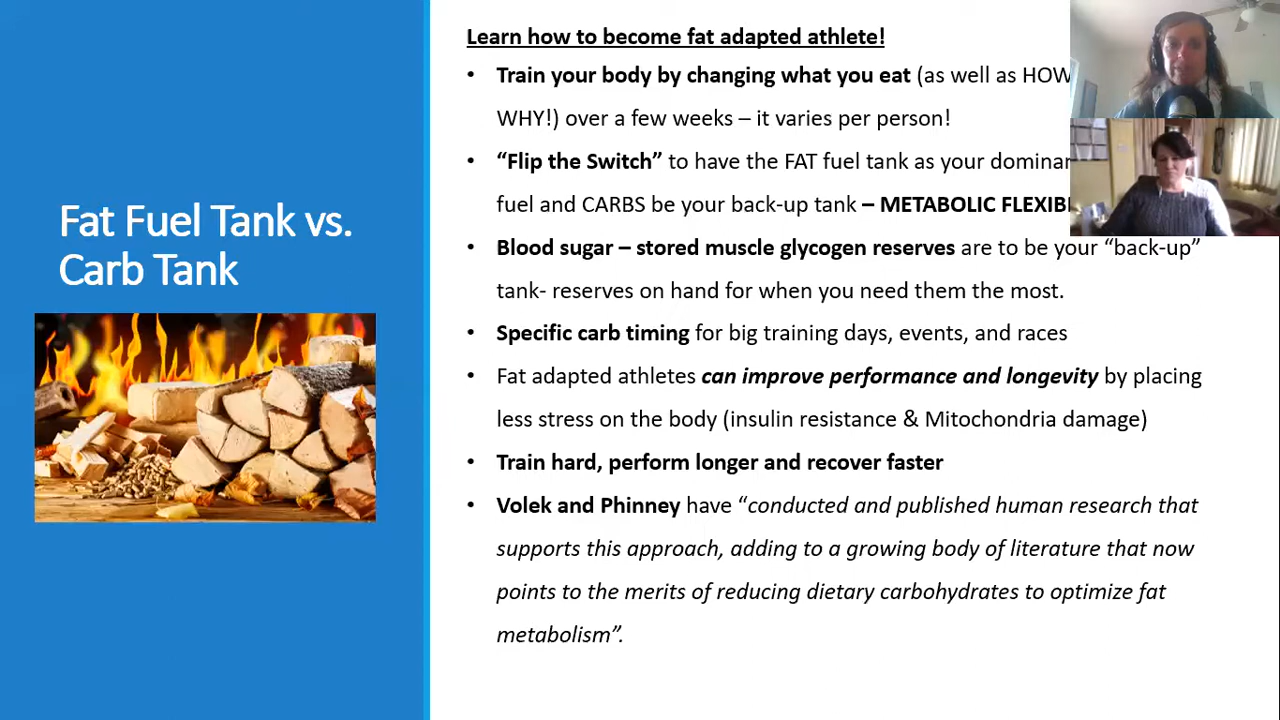 Fat Fuel Tank vs.
Carb Tank
Learn how to become fat adapted athlete!
• Train your body by changing what you eat (as well as HOW
WHY!) over a few weeks – it varies per person!
• “Flip the Switch” to have the FAT fuel tank as your
fuel and CARBS be your back-up tank – METABOLIC
• Blood sugar – stored muscle glycogen reserves are to be your “back-up”
tank- reserves on hand for when you need them the most.
• Specific carb timing for big training days, events, and races
• Fat adapted athletes can improve performance and longevity by placing
less stress on the body (insulin resistance & Mitochondria damage)
• Train hard, perform longer and recover faster
• Volek and Phinney have “conducted and published human research that
supports this approach, adding to a growing body of literature that now
points to the merits of reducing dietary carbohydrates to optimize fat
metabolism”.